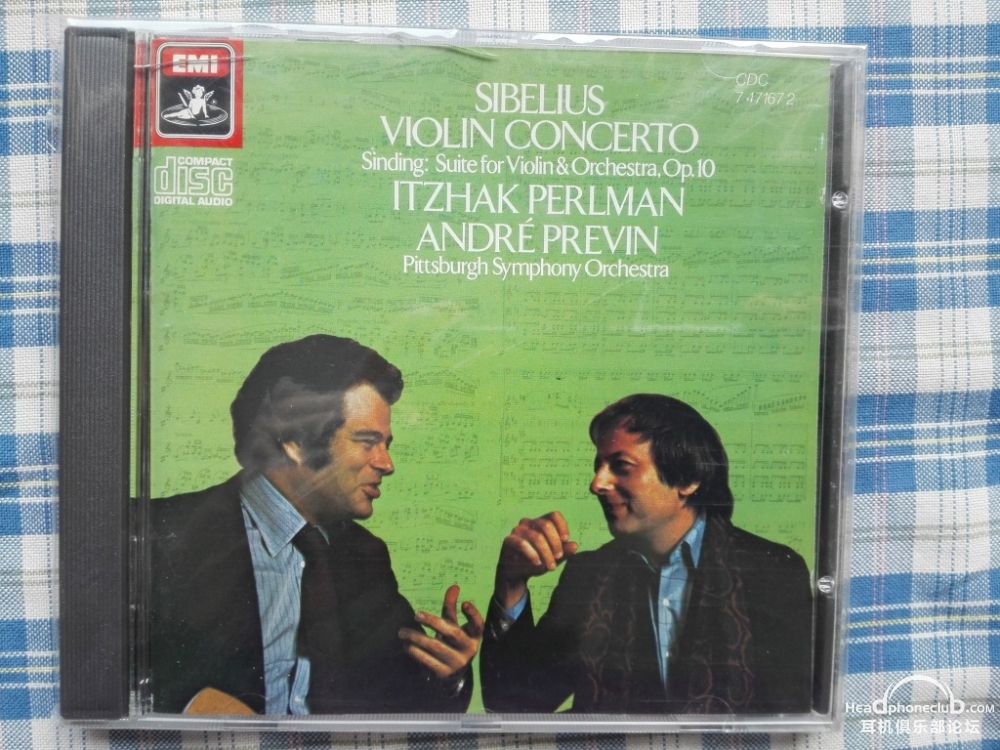 EMI
COMPACT
disc
DIGITAL AUDIO
CDC
7 47167 2
SIBELIUS
VIOLIN CONCERTO
Sinding: Suite for Violin & Orchestra, Op.10
ITZHAK PERLMAN
ANDRÉ PREVIN
Pittsburgh Symphony Orchestra
Headphoneclub.com
耳机俱乐部论坛